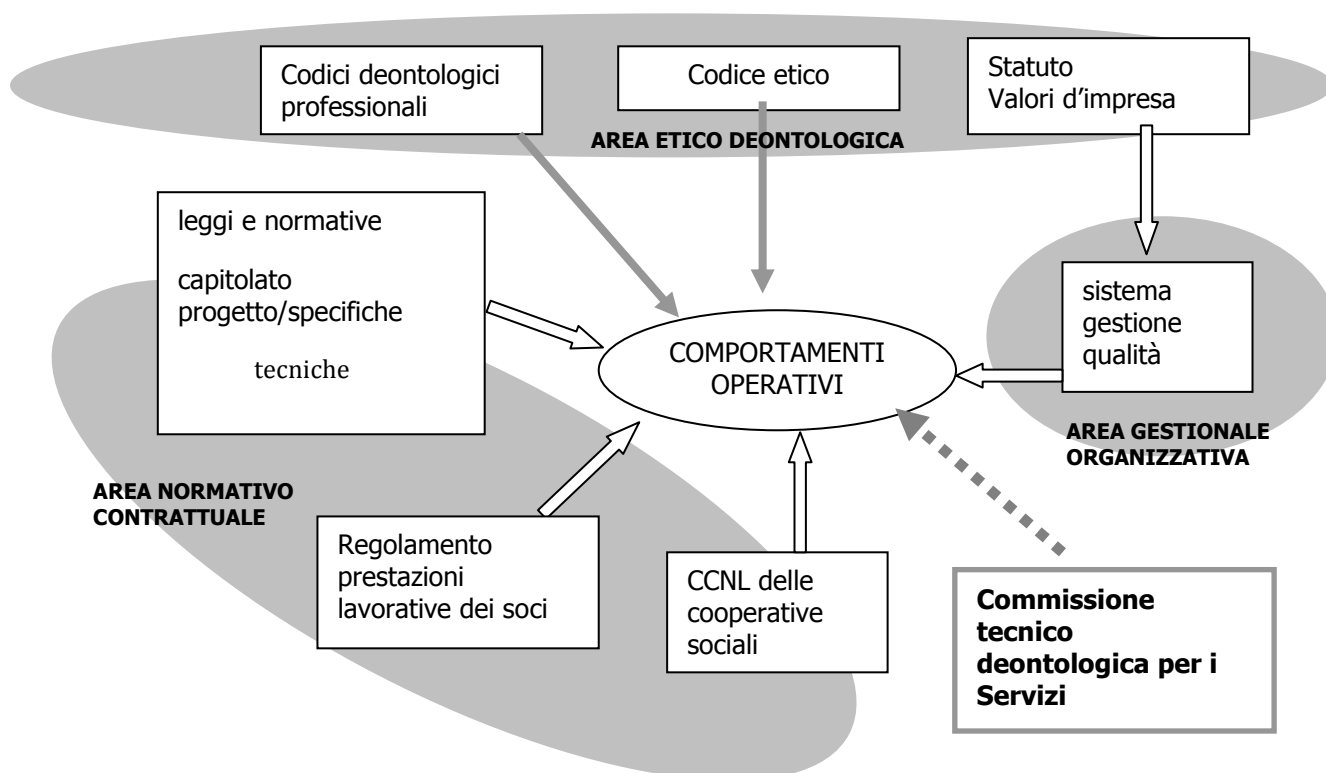 Codici deontologici
professionali
Codice etico
Statuto
Valori d’impresa
AREA ETICO DEONTOLOGICA
leggi e normative
capitolato
progetto/specifiche
tecniche
COMPORTAMENTI
OPERATIVI
sistema
gestione
qualità
AREA GESTIONALE
ORGANIZZATIVA
AREA NORMATIVO
CONTRATTUALE
Regolamento
prestazioni
lavorative dei soci
CCNL delle
cooperative
sociali
Commissione
tecnico
deontologica per i
Servizi